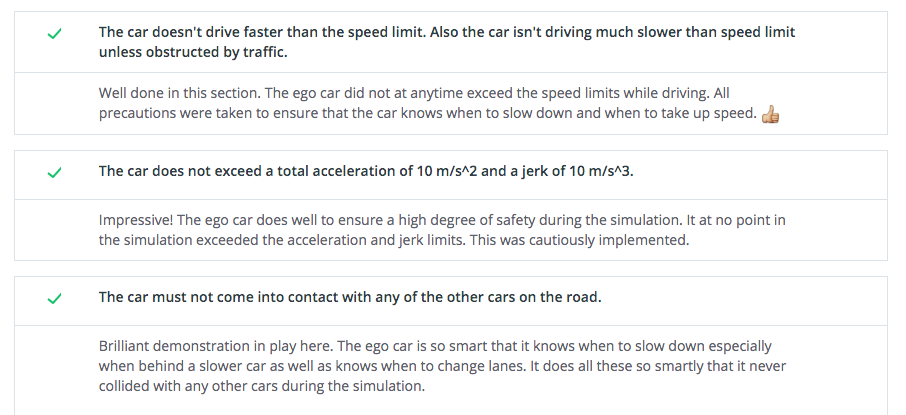 The car doesn't drive faster than the speed limit. Also the car isn't driving much slower than speed limit
unless obstructed by traffic.
Well done in this section. The ego car did not at anytime exceed the speed limits while driving. All
precautions were taken to ensure that the car knows when to slow down and when to take up speed.
The car does not exceed a total acceleration of 10 m/s^2 and a jerk of 10 m/s^3.
Impressive! The ego car does well to ensure a high degree of safety during the simulation. It at no point in
the simulation exceeded the acceleration and jerk limits. This was cautiously implemented.
The car must not come into contact with any of the other cars on the road.
Brilliant demonstration in play here. The ego car is so smart that it knows when to slow down especially
when behind a slower car as well as knows when to change lanes. It does all these so smartly that it never
collided with any other cars during the simulation.